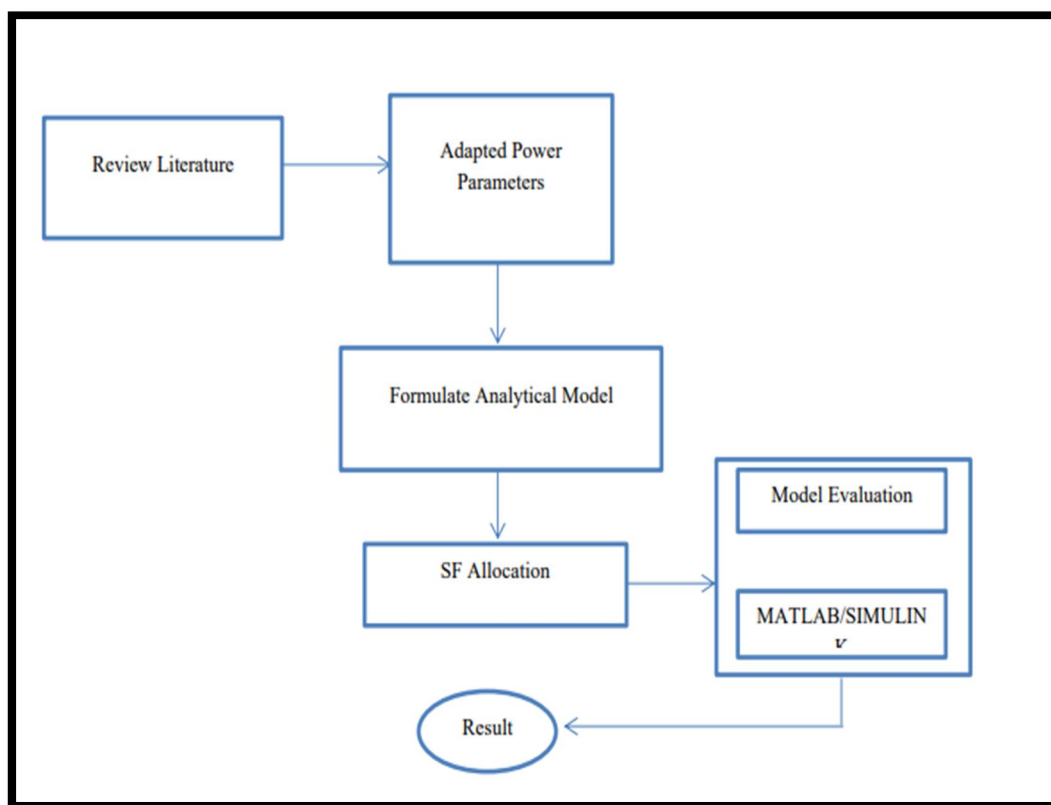 Review Literature
Adapted Power
Parameters
Formulate Analytical Model
SF Allocation
Model Evaluation
MATLAB/SIMULIN
K
Result